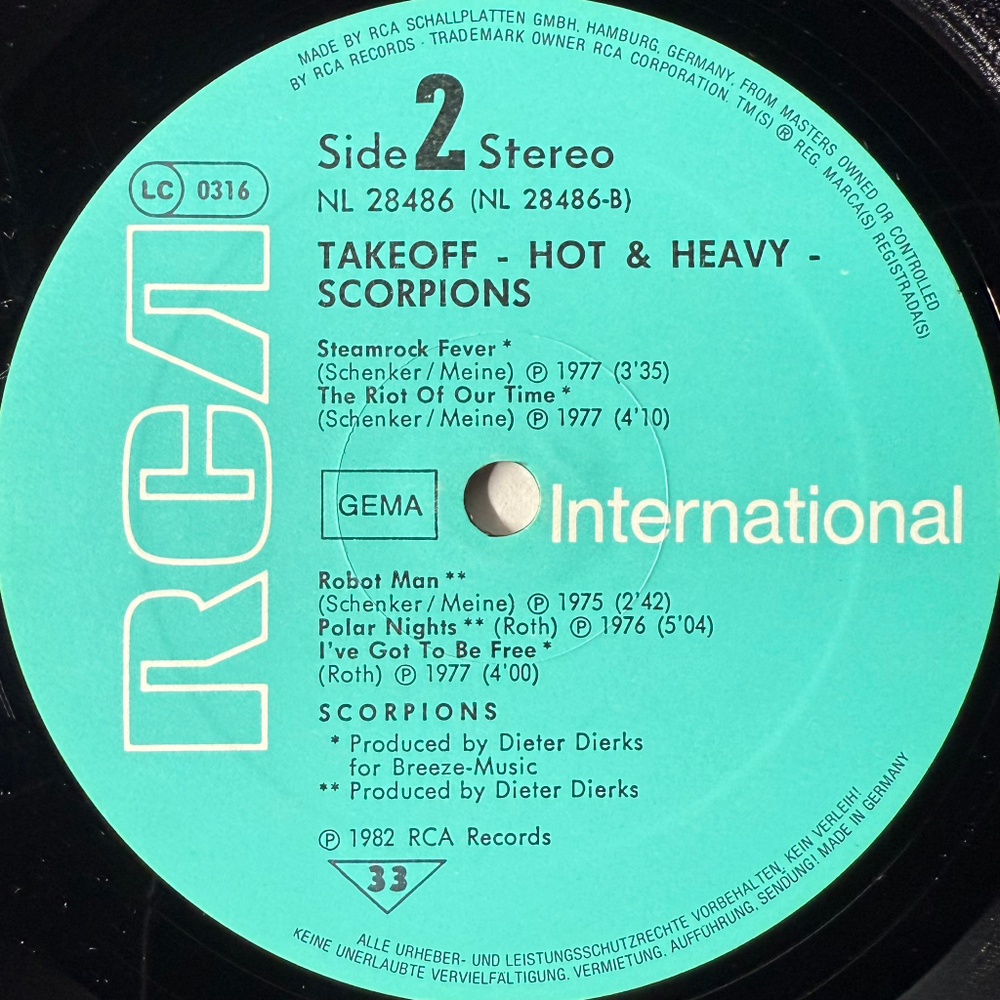 MADE BY RCA SCHALLPLATTEN GMBH, HAMBURG, GERMANY, FROM MASTERS OWNED OR CONTROLLED
BY RCA RECORDS · TRADEMARK OWNER RCA CORPORATION. TM(S) ® REG. MARCA(S) REGISTRADA(S)
Side 2 Stereo
LC 0316
NL 28486 (NL 28486-B)
RCA
TAKEOFF - HOT & HEAVY -
SCORPIONS
Steamrock Fever *
(Schenker / Meine) ℗ 1977 (3'35)
The Riot Of Our Time *
(Schenker / Meine) ℗ 1977 (4'10)
GEMA
International
Robot Man **
(Schenker / Meine) ℗ 1975 (2'42)
Polar Nights ** (Roth) ℗ 1976 (5'04)
I've Got To Be Free *
(Roth) ℗ 1977 (4'00)
SCORPIONS
* Produced by Dieter Dierks
for Breeze-Music
** Produced by Dieter Dierks
℗ 1982 RCA Records
33
ALLE URHEBER- UND LEISTUNGSSCHUTZRECHTE VORBEHALTEN, KEIN VERLEIH!
KEINE UNERLAUBTE VERVIELFÄLTIGUNG, VERMIETUNG, AUFFÜHRUNG, SENDUNG! MADE IN GERMANY